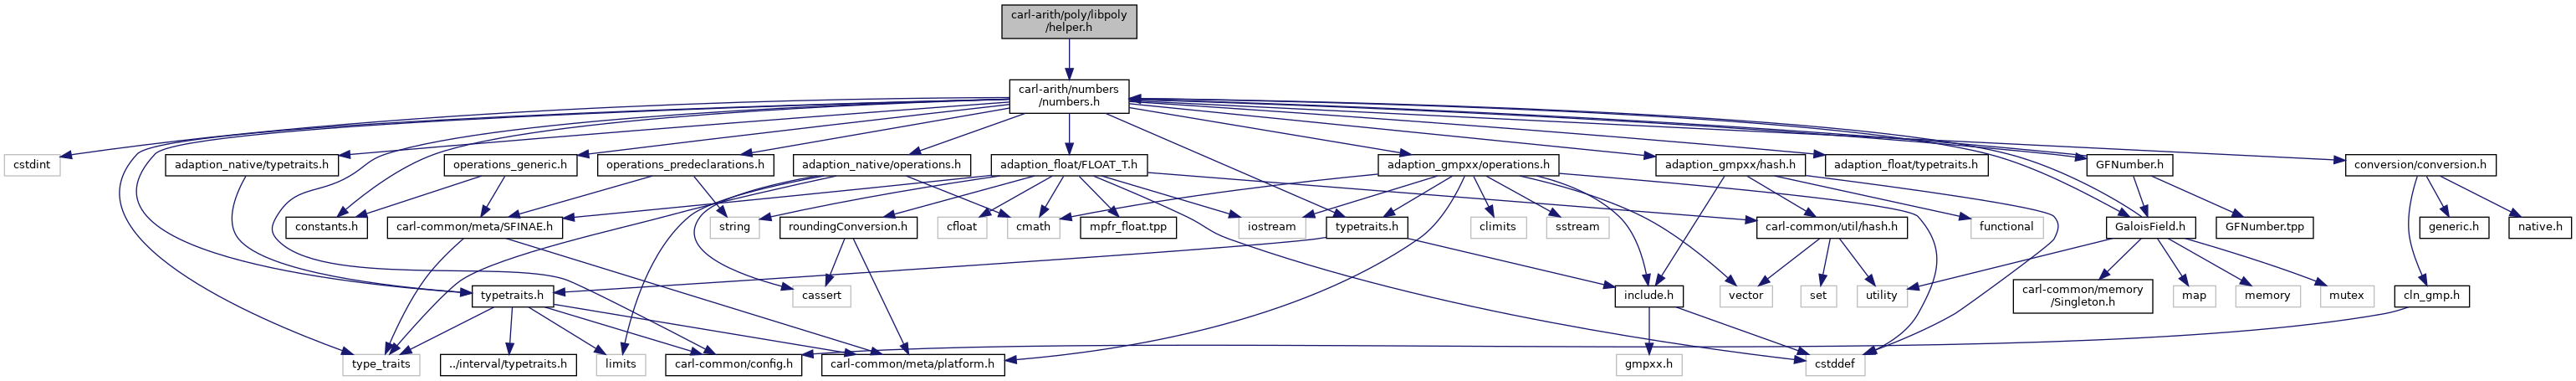 carl-arith/poly/libpoly
/helper.h
carl-arith/numbers
/numbers.h
cstdint
adaption_native/typetraits.h
operations_generic.h
operations_predeclarations.h
adaption_native/operations.h
adaption_float/FLOAT_T.h
adaption_gmpxx/operations.h
adaption_gmpxx/hash.h
adaption_float/typetraits.h
GFNumber.h
conversion/conversion.h
constants.h
carl-common/meta/SFINAE.h
string
roundingConversion.h
cfloat
cmath
mpfr_float.tpp
iostream
typetraits.h
climits
sstream
carl-common/util/hash.h
functional
GaloisField.h
GFNumber.tpp
generic.h
native.h
typetraits.h
cassert
include.h
vector
set
utility
carl-common/memory
/Singleton.h
map
memory
mutex
cln_gmp.h
type_traits
../interval/typetraits.h
limits
carl-common/config.h
carl-common/meta/platform.h
gmpxx.h
cstddef